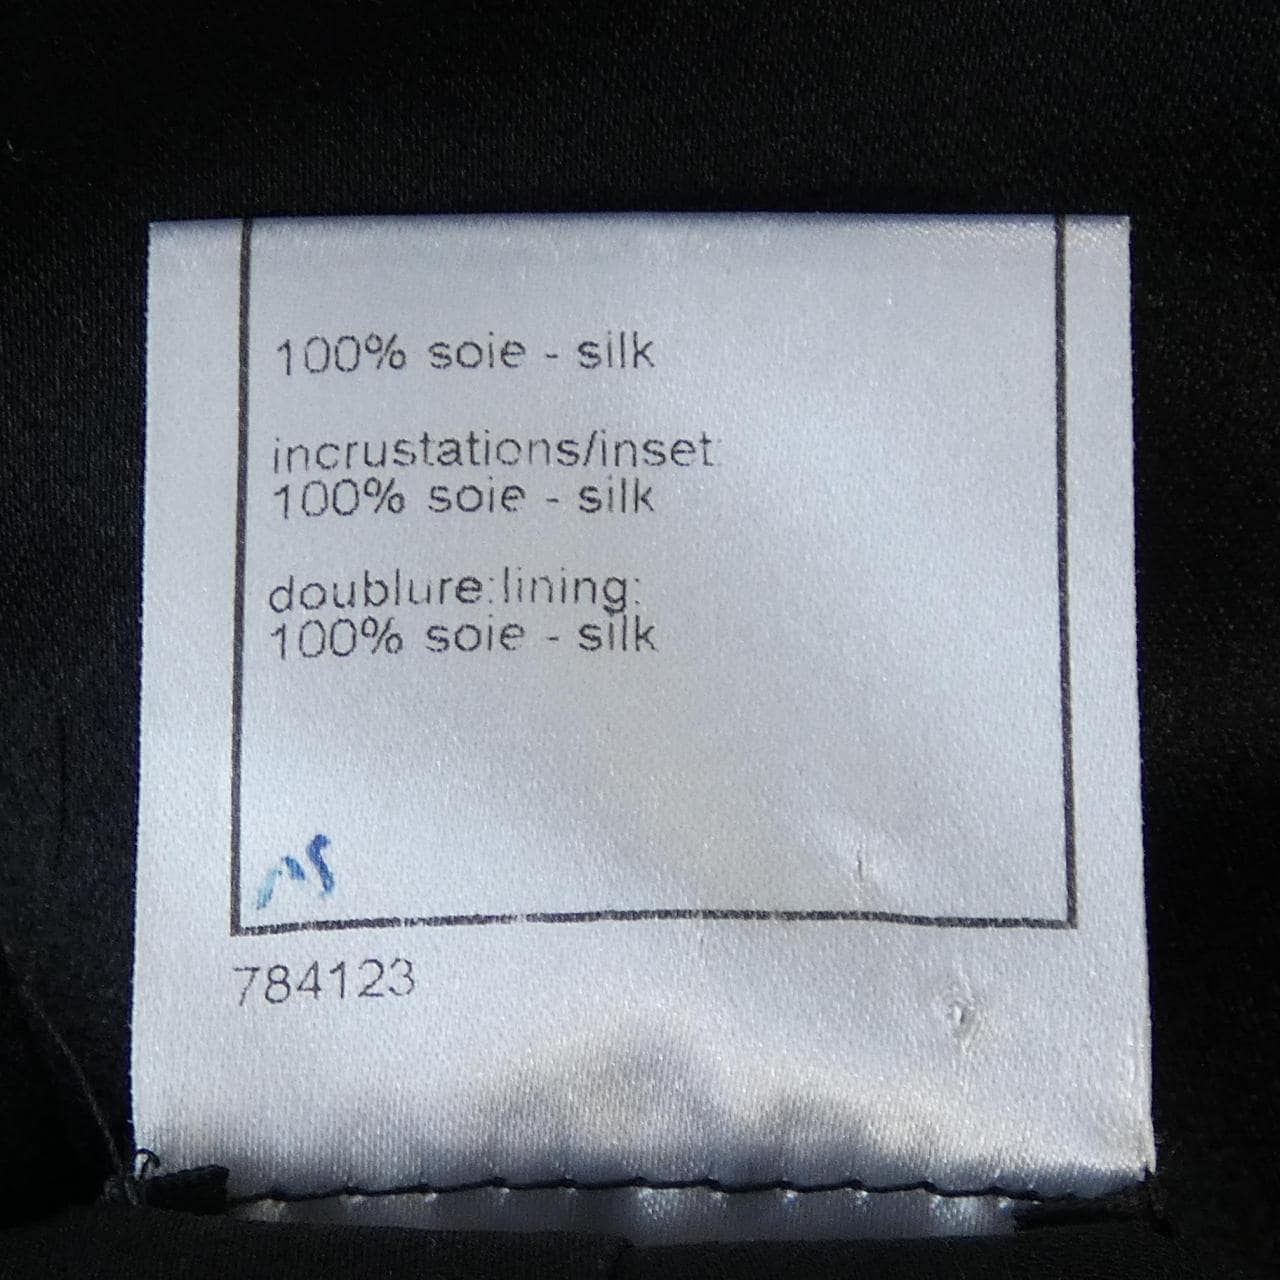 100% soie - silk
incrustations/inset:
100% soie - silk
doublure:lining:
100% soie - silk
784123